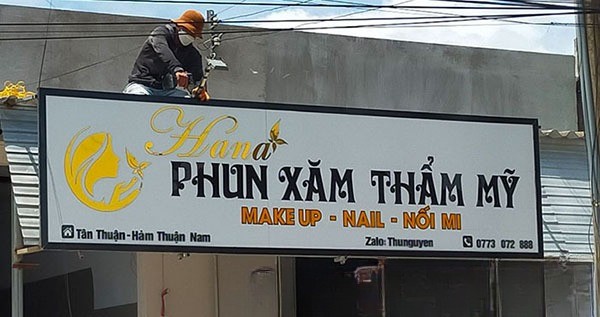 Hana
PHUN XĂM THẨM MỸ
MAKE UP - NAIL - NỐI MI
Tân Thuận - Hàm Thuận Nam
Zalo: Thunguyen 0773 072 888